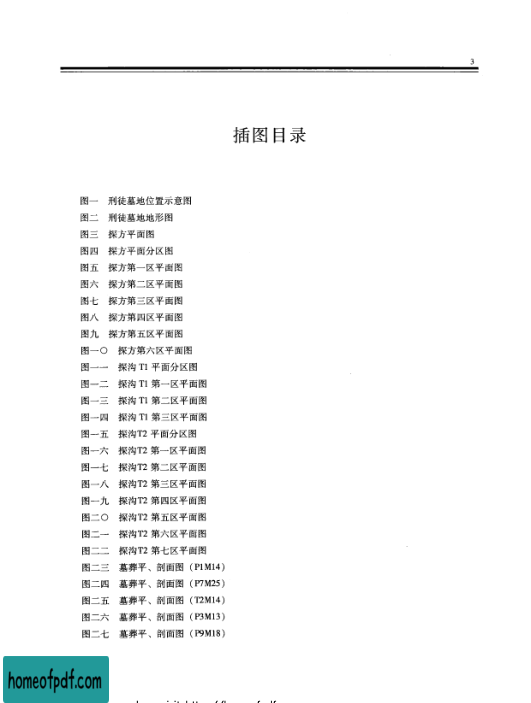 3
插图目录
图一 刑徒墓地位置示意图
图二 刑徒墓地地形图
图三 探方平面图
图四 探方平面分区图
图五 探方第一区平面图
图六 探方第二区平面图
图七 探方第三区平面图
图八 探方第四区平面图
图九 探方第五区平面图
图一〇 探方第六区平面图
图一一 探沟 T1 平面分区图
图一二 探沟 T1 第一区平面图
图一三 探沟 T1 第二区平面图
图一四 探沟 T1 第三区平面图
图一五 探沟T2 平面分区图
图一六 探沟T2 第一区平面图
图一七 探沟T2 第二区平面图
图一八 探沟T2 第三区平面图
图一九 探沟T2 第四区平面图
图二〇 探沟T2 第五区平面图
图二一 探沟T2 第六区平面图
图二二 探沟T2 第七区平面图
图二三 墓葬平、剖面图(P1M14)
图二四 墓葬平、剖面图(P7M25)
图二五 墓葬平、剖面图(T2M14)
图二六 墓葬平、剖面图(P3M13)
图二七 墓葬平、剖面图(P9M18)
homeofpdf.com